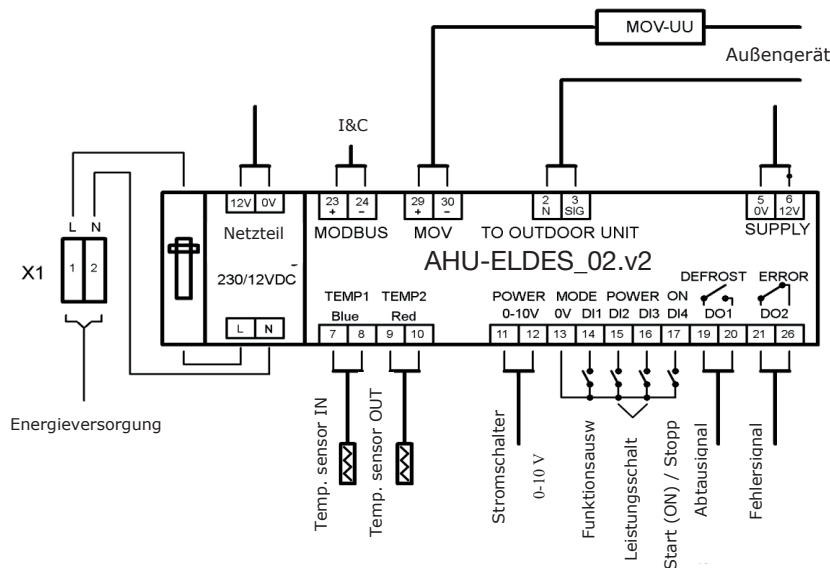 MOV-UU
Außengerät
I&C
L N
X1
1 2
12V 0V
Netzteil
230/12VDC
L N
23 24
+ –
MODBUS
29 30
+ –
MOV
2 3
N SIG
TO OUTDOOR UNIT
5 6
0V 12V
SUPPLY
AHU-ELDES_02.v2
TEMP1 TEMP2
Blue Red
7 8 9 10
POWER MODE POWER ON
0-10V 0V DI1 DI2 DI3 DI4
DEFROST ERROR
DO1 DO2
11 12 13 14 15 16 17 19 20 21 26
Energieversorgung
Temp. sensor IN
Temp. sensor OUT
Stromschalter
0-10 V
Funktionsausw
Leistungsschalt
Start (ON) / Stopp
Abtausignal
Fehlersignal